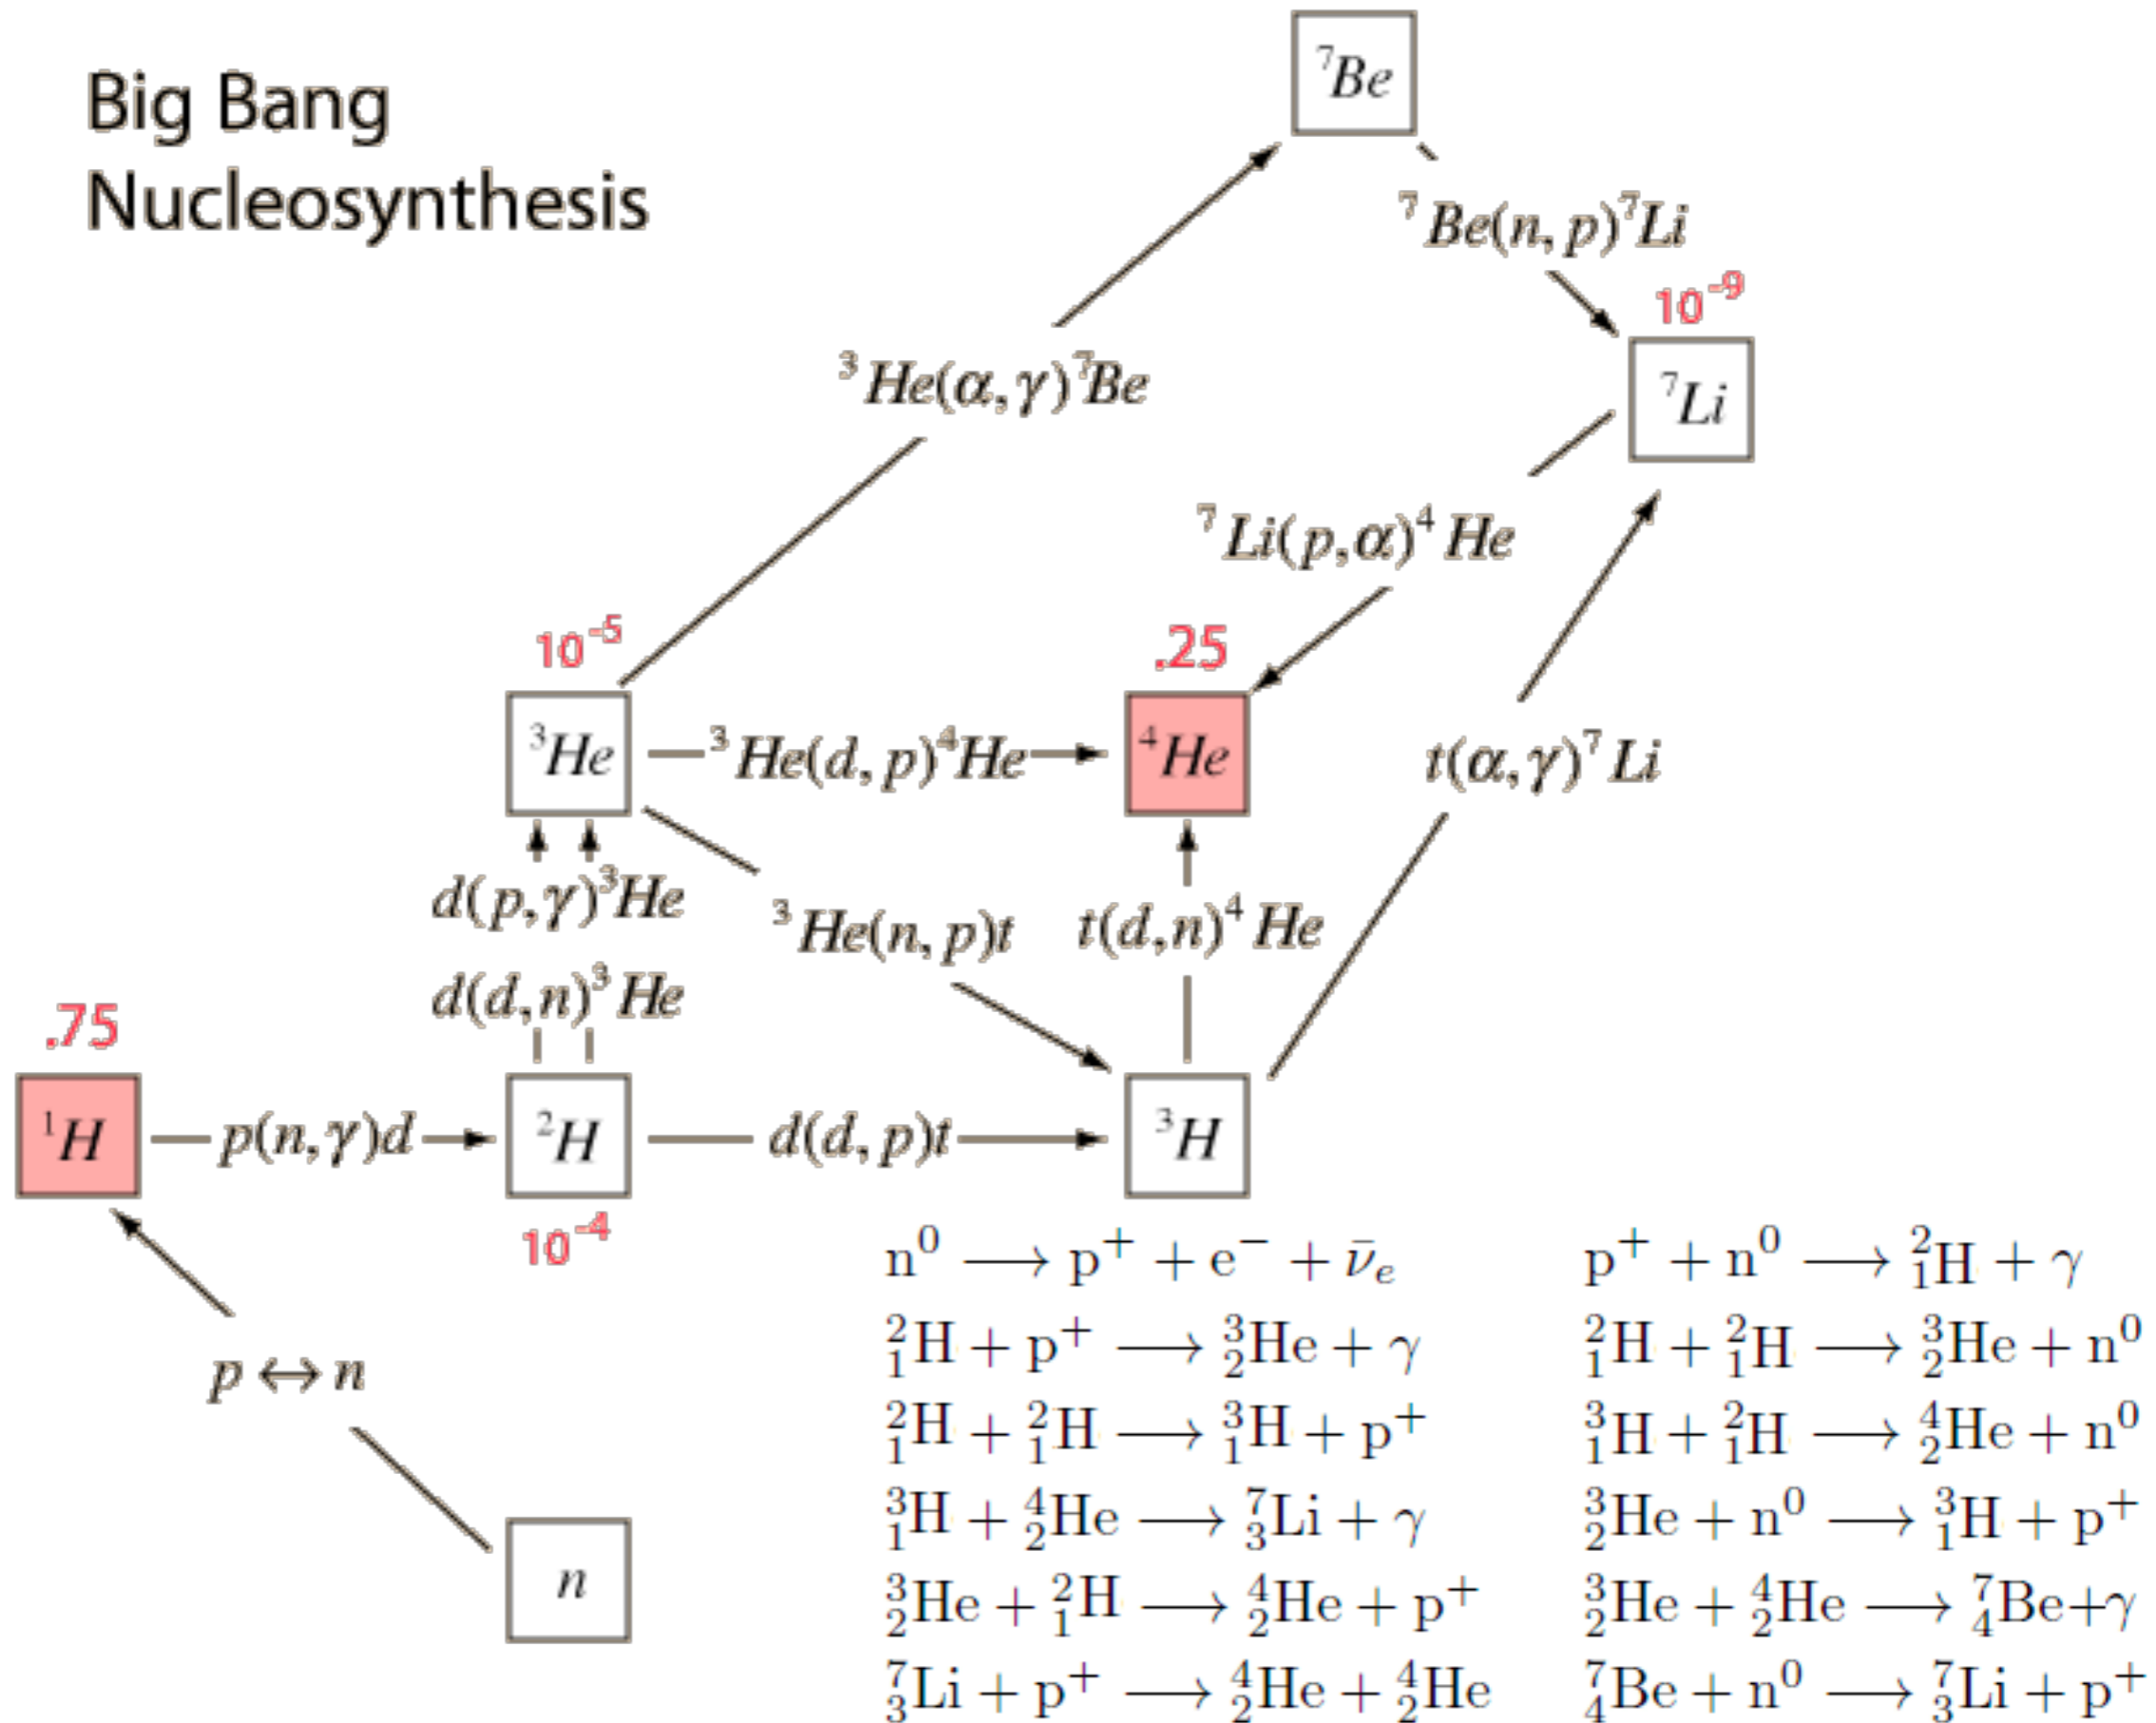 Big Bang
Nucleosynthesis
⁷Be
⁷Be(n, p)⁷Li
10⁻⁹
⁷Li
³He(α, γ)⁷Be
⁷Li(p, α)⁴He
10⁻⁵
.25
³He
³He(d, p)⁴He
⁴He
t(α, γ)⁷Li
d(p, γ)³He
³He(n, p)t
t(d, n)⁴He
d(d, n)³He
.75
¹H
p(n, γ)d
²H
d(d, p)t
³H
10⁻⁴
p ↔ n
n
n⁰ ⟶ p⁺ + e⁻ + ν̄ₑ
p⁺ + n⁰ ⟶ ²₁H + γ
²₁H + p⁺ ⟶ ³₂He + γ
²₁H + ²₁H ⟶ ³₂He + n⁰
²₁H + ²₁H ⟶ ³₁H + p⁺
³₁H + ²₁H ⟶ ⁴₂He + n⁰
³₁H + ⁴₂He ⟶ ⁷₃Li + γ
³₂He + n⁰ ⟶ ³₁H + p⁺
³₂He + ²₁H ⟶ ⁴₂He + p⁺
³₂He + ⁴₂He ⟶ ⁷₄Be+γ
⁷₃Li + p⁺ ⟶ ⁴₂He + ⁴₂He
⁷₄Be + n⁰ ⟶ ⁷₃Li + p⁺